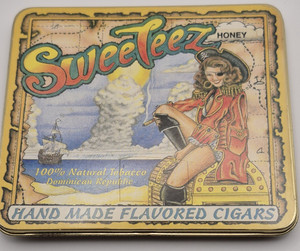 SweeTeez
HONEY
100% Natural Tobacco
Dominican Republic
HAND MADE FLAVORED CIGARS